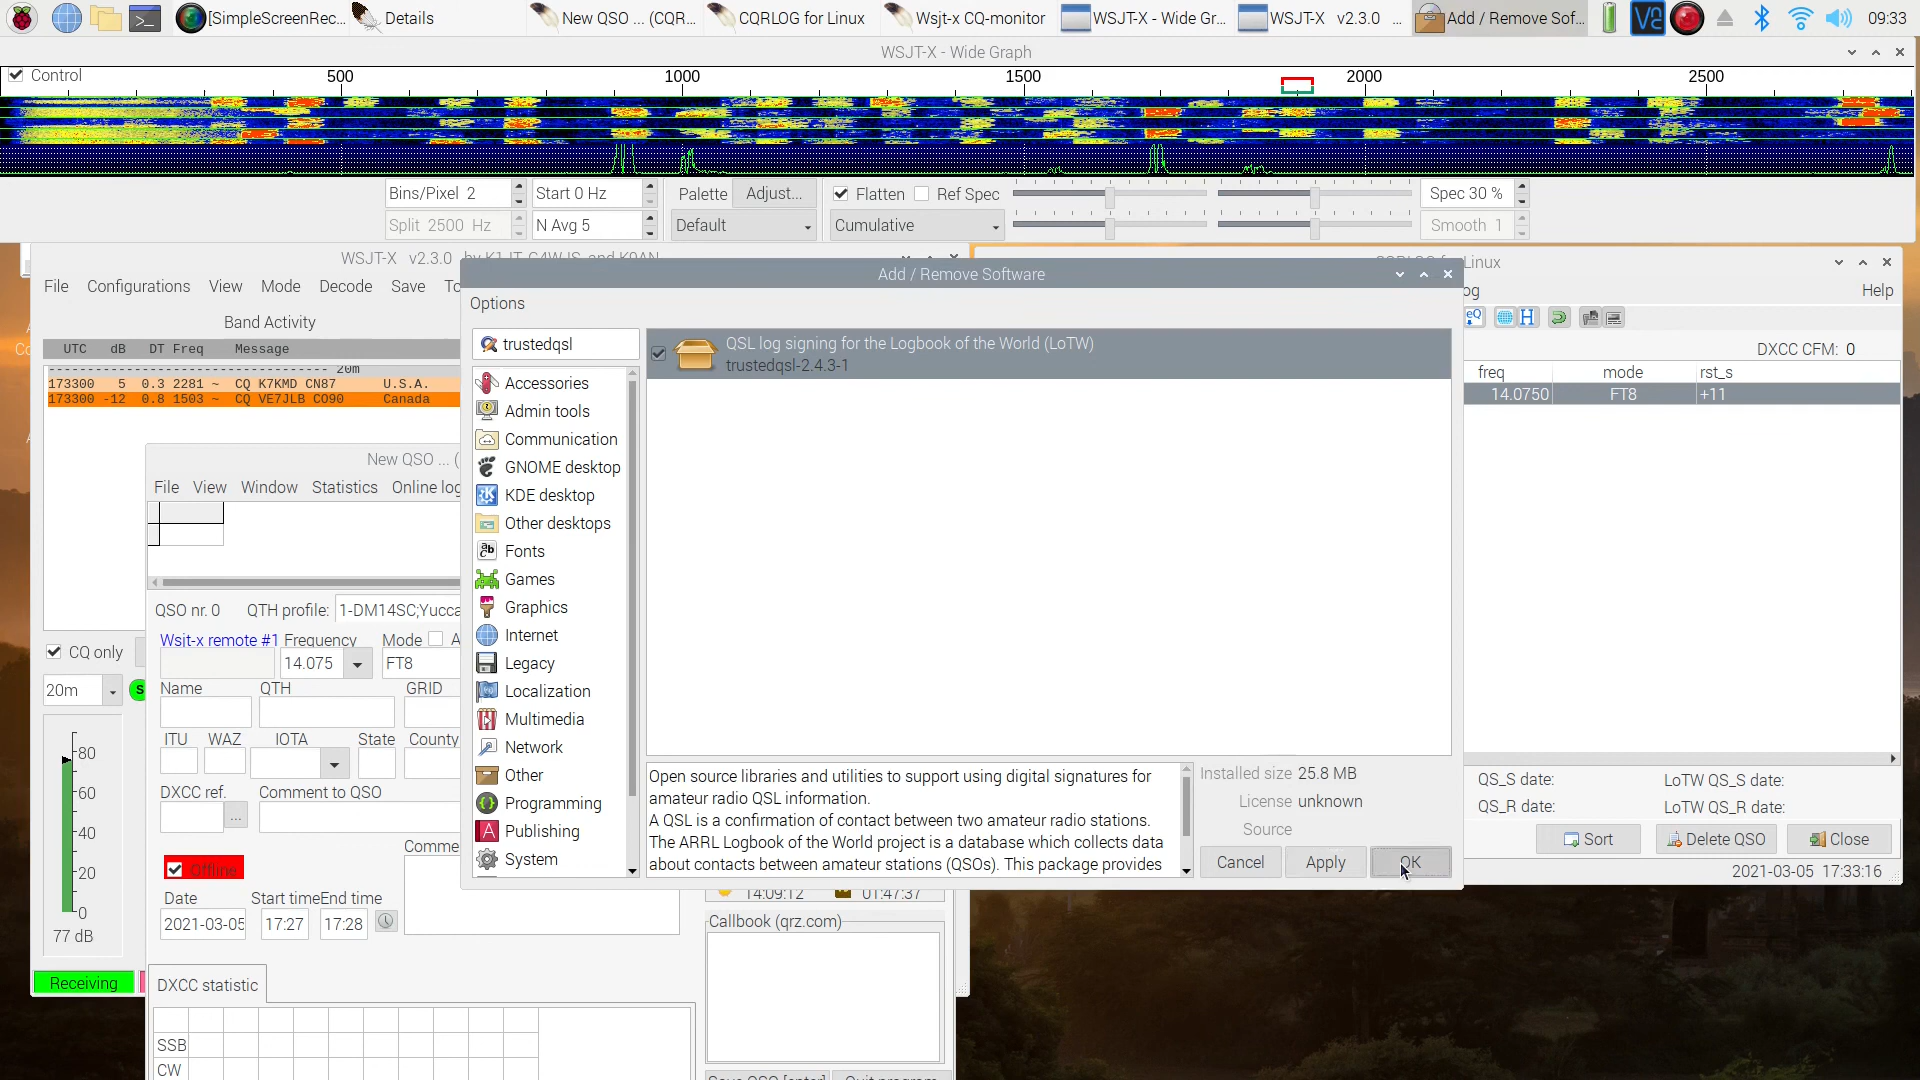 [SimpleScreenRec...
Details
New QSO ... (CQR...
CQRLOG for Linux
Wsjt-x CQ-monitor
WSJT-X - Wide Gr...
WSJT-X v2.3.0 ...
Add / Remove Sof...
09:33
WSJT-X - Wide Graph
Control 500 1000 1500 2000 2500
Bins/Pixel 2 Start 0 Hz Palette Adjust... Flatten Ref Spec Spec 30 %
Split 2500 Hz N Avg 5 Default Cumulative Smooth 1
WSJT-X v2.3.0 by K1JT, G4WJS, and K9AN
File Configurations View Mode Decode Save To
Band Activity
UTC dB DT Freq Message
20m
173300 5 0.3 2281 ~ CQ K7KMD CN87 U.S.A.
173300 -12 0.8 1503 ~ CQ VE7JLB CO90 Canada
CQ only
20m
S
80
60
40
20
0
77 dB
Receiving
New QSO ... (
File View Window Statistics Online log
QSO nr. 0 QTH profile: 1-DM14SC;Yucca
Wsjt-x remote #1 Frequency Mode A
14.075 FT8
Name QTH GRID
ITU WAZ IOTA State County
DXCC ref. Comment to QSO
...
Comme
Offline
Date Start time End time
2021-03-05 17:27 17:28
DXCC statistic
SSB
CW
14:09:12 01:47:37
Callbook (qrz.com)
Save QSO [enter] Quit program
Add / Remove Software
Options
trustedqsl
Accessories
Admin tools
Communication
GNOME desktop
KDE desktop
Other desktops
Fonts
Games
Graphics
Internet
Legacy
Localization
Multimedia
Network
Other
Programming
Publishing
System
QSL log signing for the Logbook of the World (LoTW)
trustedqsl-2.4.3-1
Open source libraries and utilities to support using digital signatures for
amateur radio QSL information.
A QSL is a confirmation of contact between two amateur radio stations.
The ARRL Logbook of the World project is a database which collects data
about contacts between amateur stations (QSOs). This package provides
Installed size 25.8 MB
License unknown
Source
Cancel Apply OK
Linux
og Help
DXCC CFM: 0
freq mode rst_s
14.0750 FT8 +11
QS_S date: LoTW QS_S date:
QS_R date: LoTW QS_R date:
Sort Delete QSO Close
2021-03-05 17:33:16